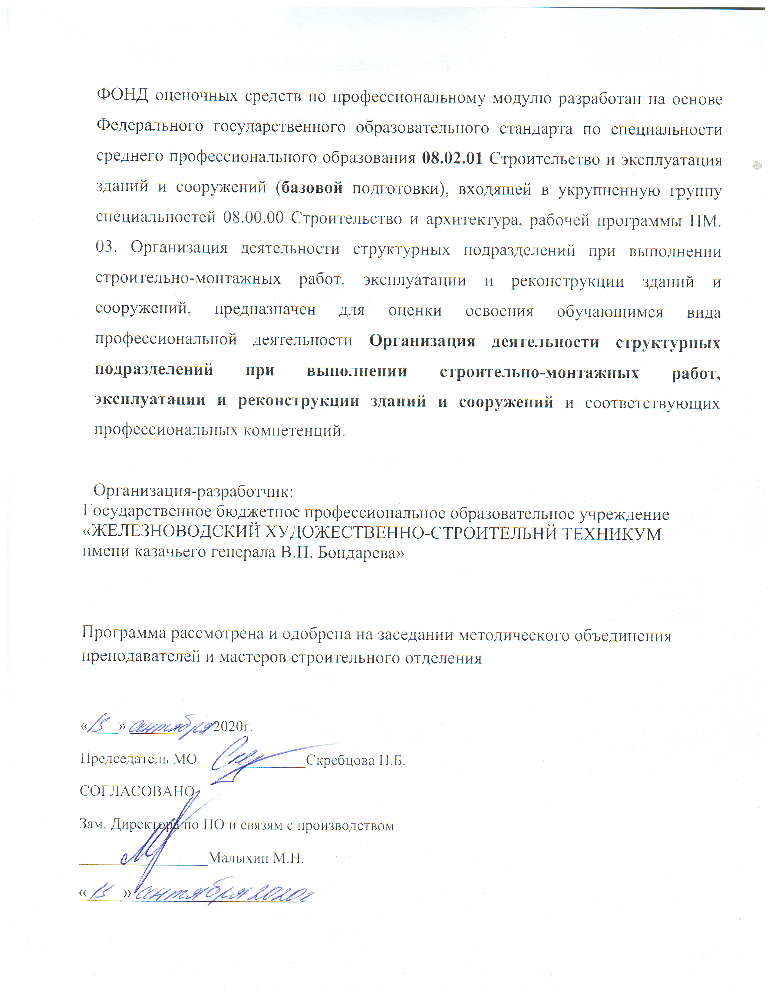 ФОНД оценочных средств по профессиональному модулю разработан на основе
Федерального государственного образовательного стандарта по специальности
среднего профессионального образования 08.02.01 Строительство и эксплуатация
зданий и сооружений (базовой подготовки), входящей в укрупненную группу
специальностей 08.00.00 Строительство и архитектура, рабочей программы ПМ.
03. Организация деятельности структурных подразделений при выполнении
строительно-монтажных работ, эксплуатации и реконструкции зданий и
сооружений, предназначен для оценки освоения обучающимся вида
профессиональной деятельности Организация деятельности структурных
подразделений при выполнении строительно-монтажных работ,
эксплуатации и реконструкции зданий и сооружений и соответствующих
профессиональных компетенций.
Организация-разработчик:
Государственное бюджетное профессиональное образовательное учреждение
«ЖЕЛЕЗНОВОДСКИЙ ХУДОЖЕСТВЕННО-СТРОИТЕЛЬНЙ ТЕХНИКУМ
имени казачьего генерала В.П. Бондарева»
Программа рассмотрена и одобрена на заседании методического объединения
преподавателей и мастеров строительного отделения
«13» сентября 2020г.
Председатель МО Скребцова Н.Б.
СОГЛАСОВАНО
Зам. Директора по ПО и связям с производством
Малыхин М.Н.
«13» сентября 2020г.